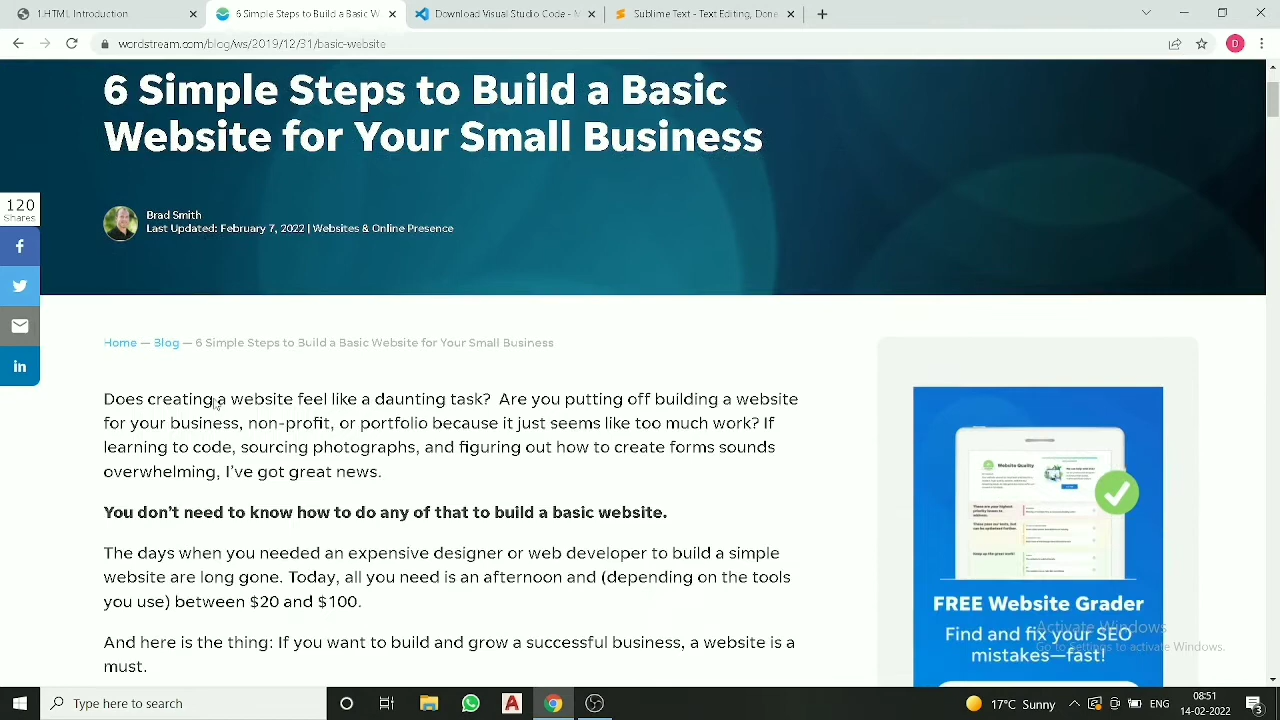 1.HTML Introduction
6 Simple Steps to Build a Basic W
Download Visual Studio Code - M
Sublime Text - Text Editing, Done
wordstream.com/blog/ws/2019/12/31/basic-website
D
6 Simple Steps to Build a Basic
Website for Your Small Business
120
Shares
Brad Smith
Last Updated: February 7, 2022 | Websites & Online Presence
in
Home — Blog — 6 Simple Steps to Build a Basic Website for Your Small Business
Does creating a website feel like a daunting task? Are you putting off building a website
for your business, non-profit, or portfolio because it just seems like too much work? If
learning to code, sourcing photographs, and figuring out how to create forms sounds
overwhelming, I've got great news.
You don't need to know how to do any of that to build a basic website.
The days when you needed an expensive designer or web developer to build a simple
website are long gone. Today, all you need is an afternoon and (depending on the tools
you use) between $20 and $100.
And here is the thing: If you want to build and grow a successful business, a website is a
must.
Website Quality
FREE Website Grader
Find and fix your SEO
mistakes—fast!
Activate Windows
Go to Settings to activate Windows.
Type here to search
17°C Sunny
ENG
08:51
14-02-2022
3